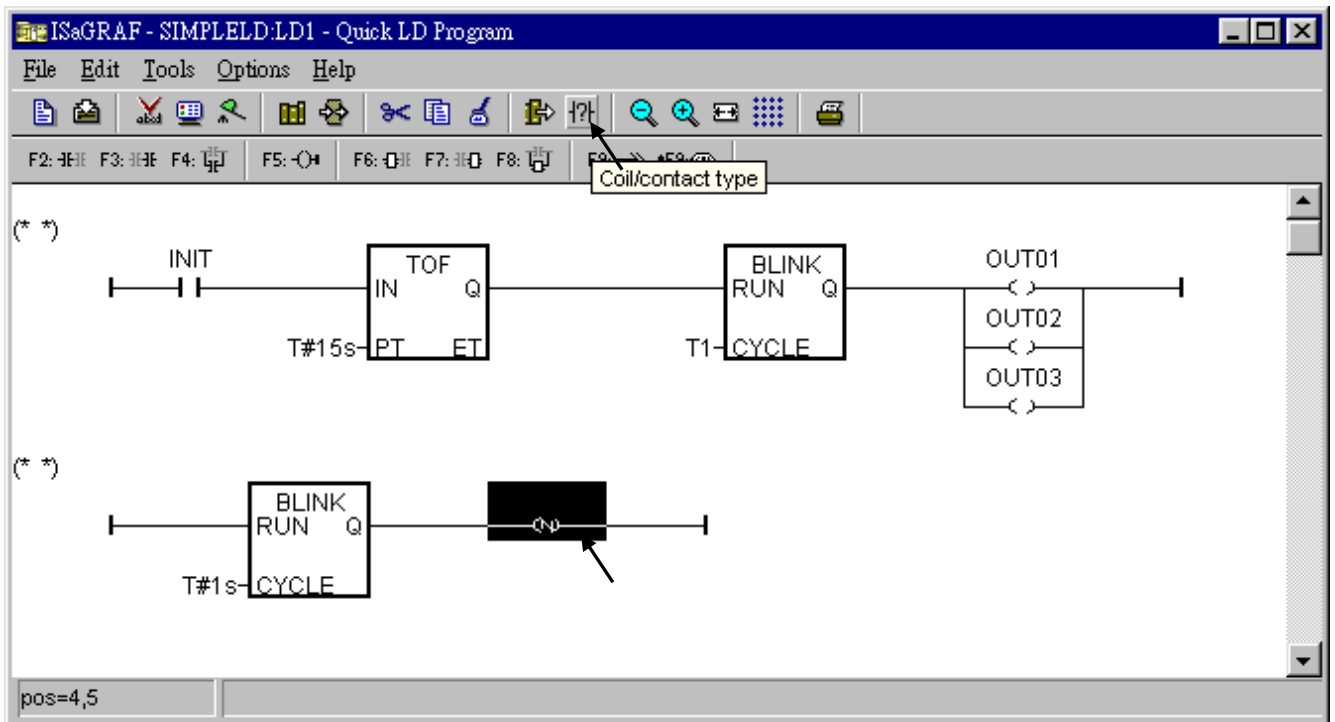 ISaGRAF - SIMPLELD:LD1 - Quick LD Program
File Edit Tools Options Help
F2: F3: F4: F5: F6: F7: F8:
Coil/contact type
(* *)
INIT
TOF
IN Q
T#15s PT ET
BLINK
RUN Q
T1 CYCLE
OUT01
OUT02
OUT03
(* *)
BLINK
RUN Q
T#1s CYCLE
(N)
pos=4,5